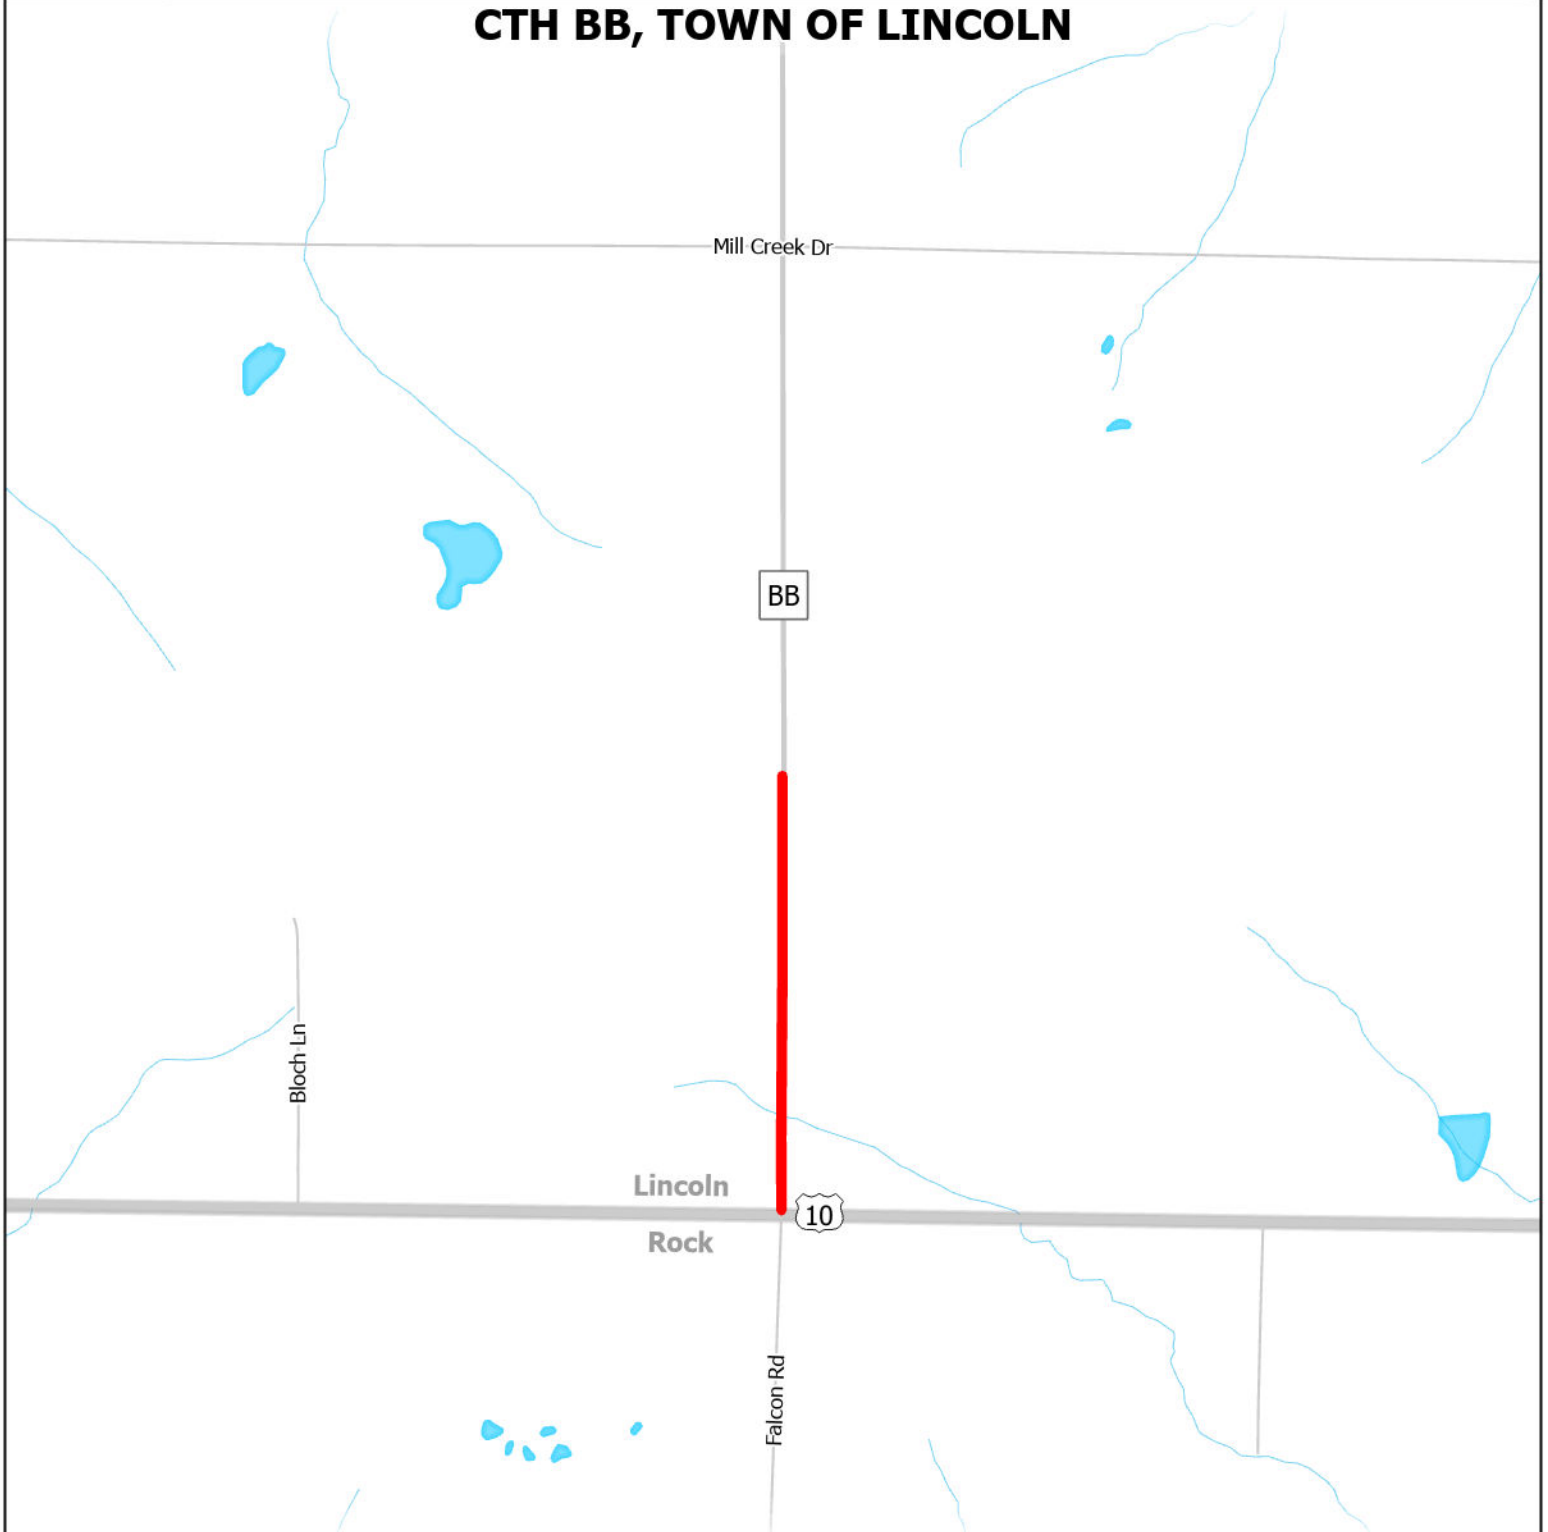 CTH BB, TOWN OF LINCOLN
Mill Creek Dr
BB
Bloch Ln
Lincoln
10
Rock
Falcon Rd